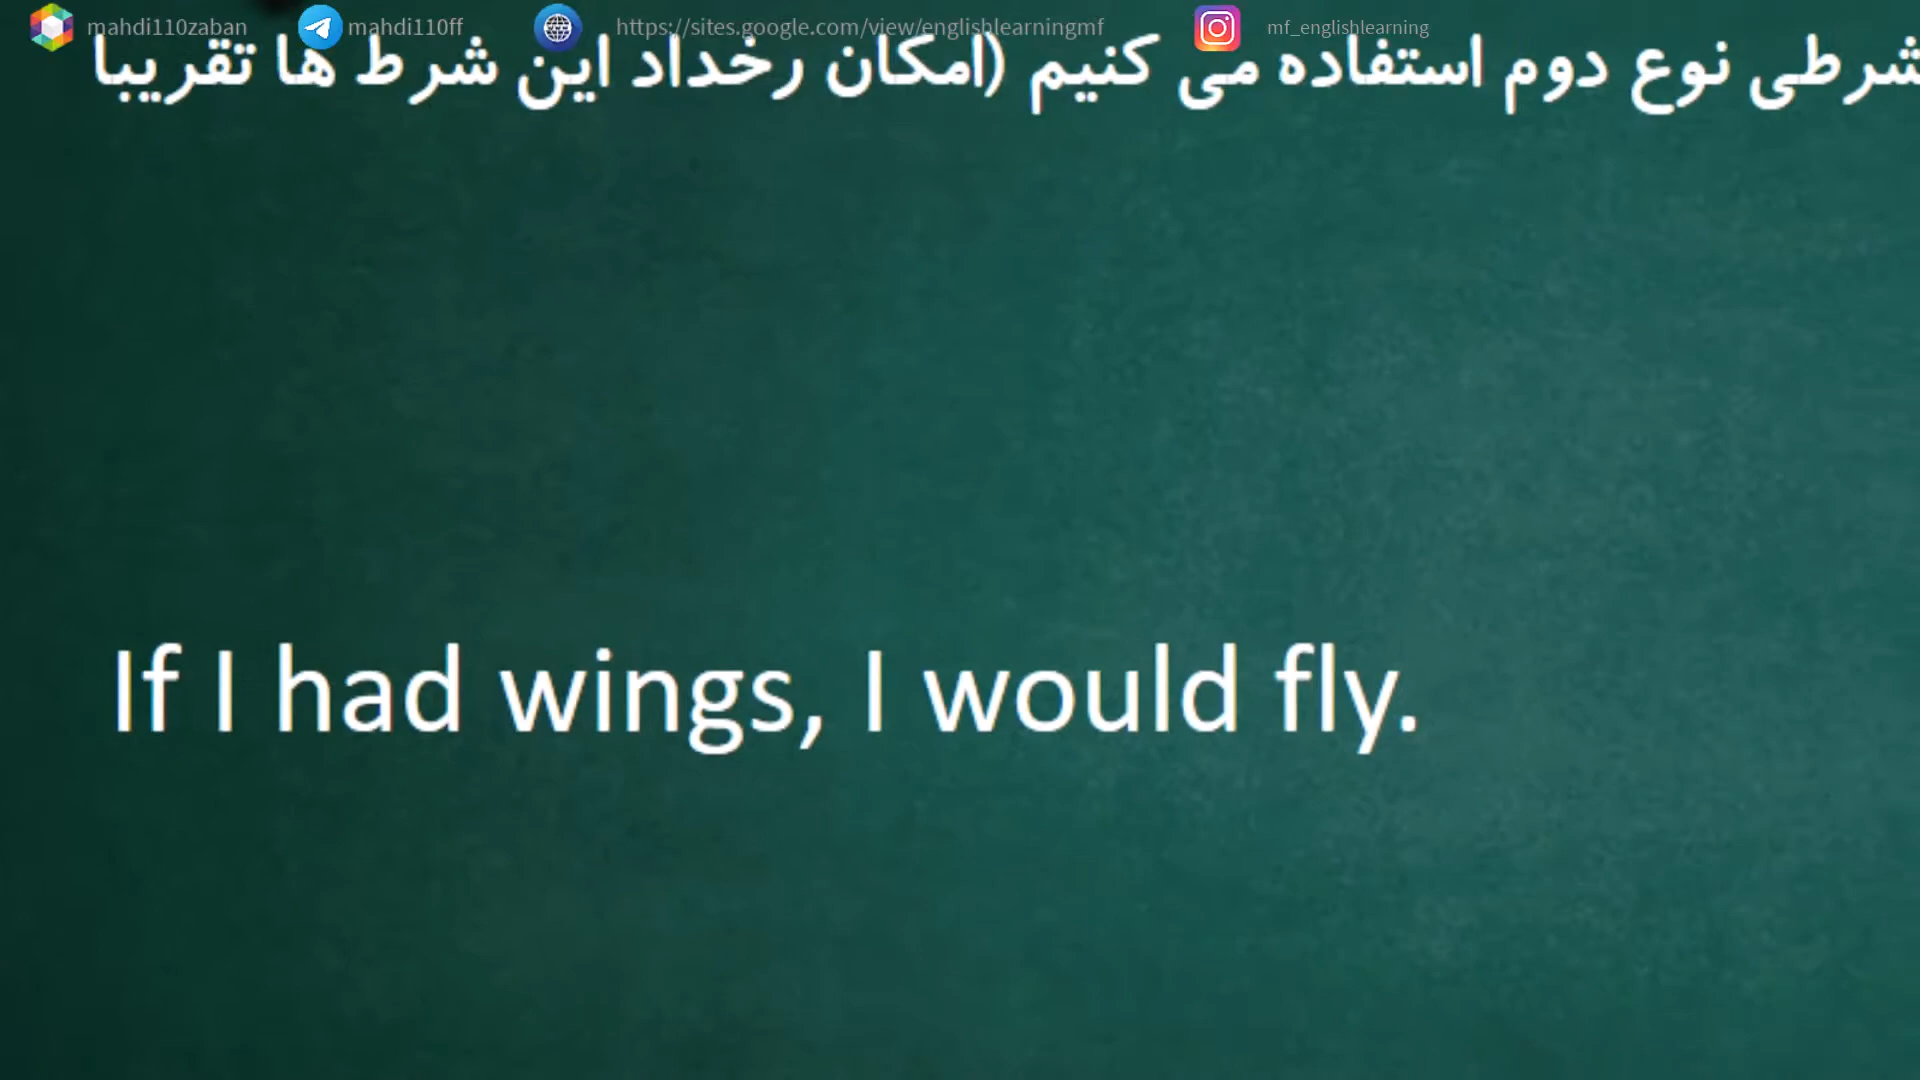 mahdi110zaban mahdi110ff https://sites.google.com/view/englishlearningmf mf_englishlearning
شرطی نوع دوم استفاده می کنیم (امکان رخداد این شرط ها تقریبا
If I had wings, I would fly.